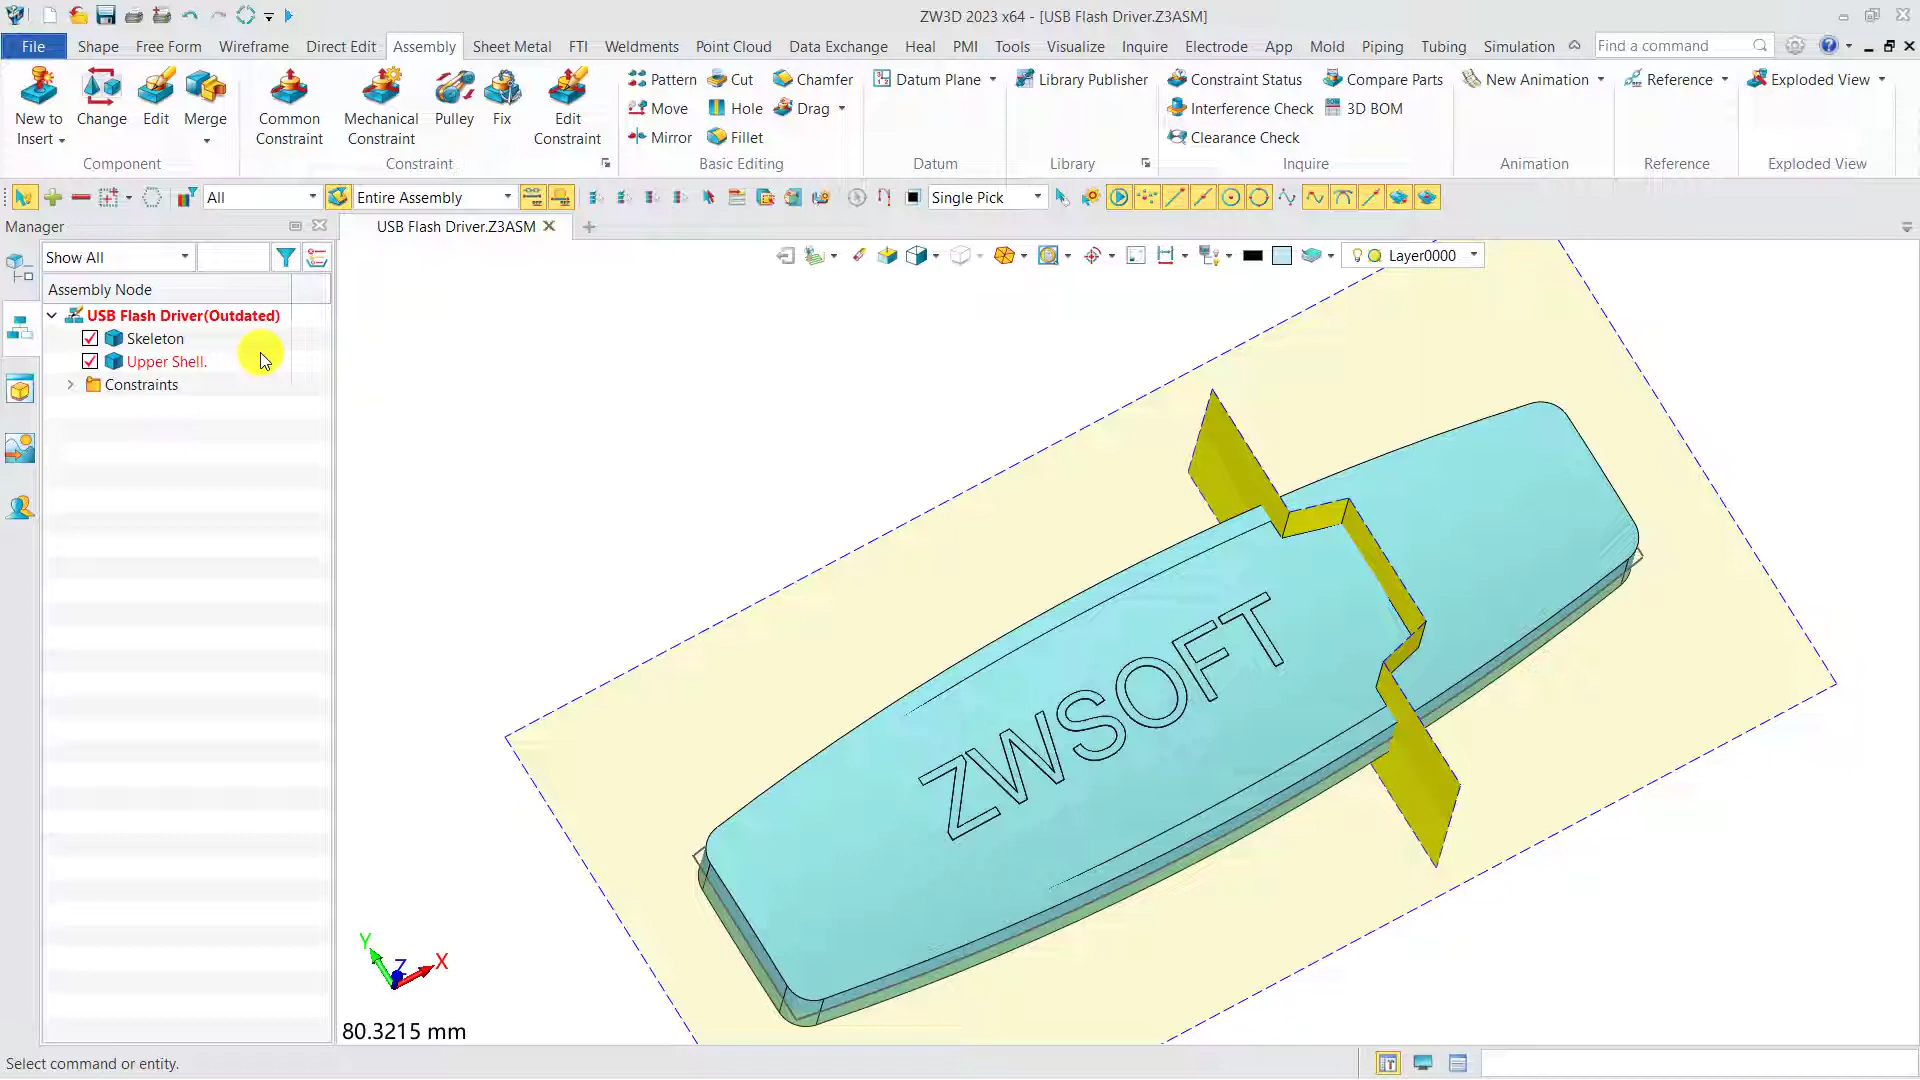 ZW3D 2023 x64 - [USB Flash Driver.Z3ASM]
File Shape Free Form Wireframe Direct Edit Assembly Sheet Metal FTI Weldments Point Cloud Data Exchange Heal PMI Tools Visualize Inquire Electrode App Mold Piping Tubing Simulation Find a command
New to Insert Change Edit Merge
Component
Common Constraint Mechanical Constraint Pulley Fix Edit Constraint
Constraint
Pattern Cut Chamfer
Move Hole Drag
Mirror Fillet
Basic Editing
Datum Plane
Datum
Library Publisher
Library
Constraint Status Compare Parts
Interference Check 3D BOM
Clearance Check
Inquire
New Animation
Animation
Reference
Reference
Exploded View
Exploded View
All Entire Assembly Single Pick
Manager
USB Flash Driver.Z3ASM
Show All
Layer0000
Assembly Node
USB Flash Driver(Outdated)
Skeleton
Upper Shell.
Constraints
ZWSOFT
Y
Z
X
80.3215 mm
Select command or entity.